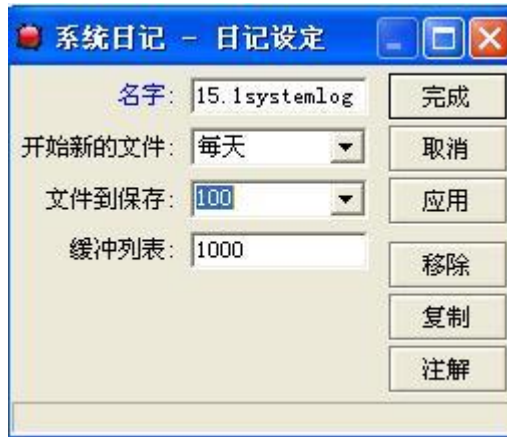 系统日记 - 日记设定
名字: 15.1systemlog 完成
开始新的文件: 每天 取消
文件到保存: 100 应用
缓冲列表: 1000 移除
复制
注解